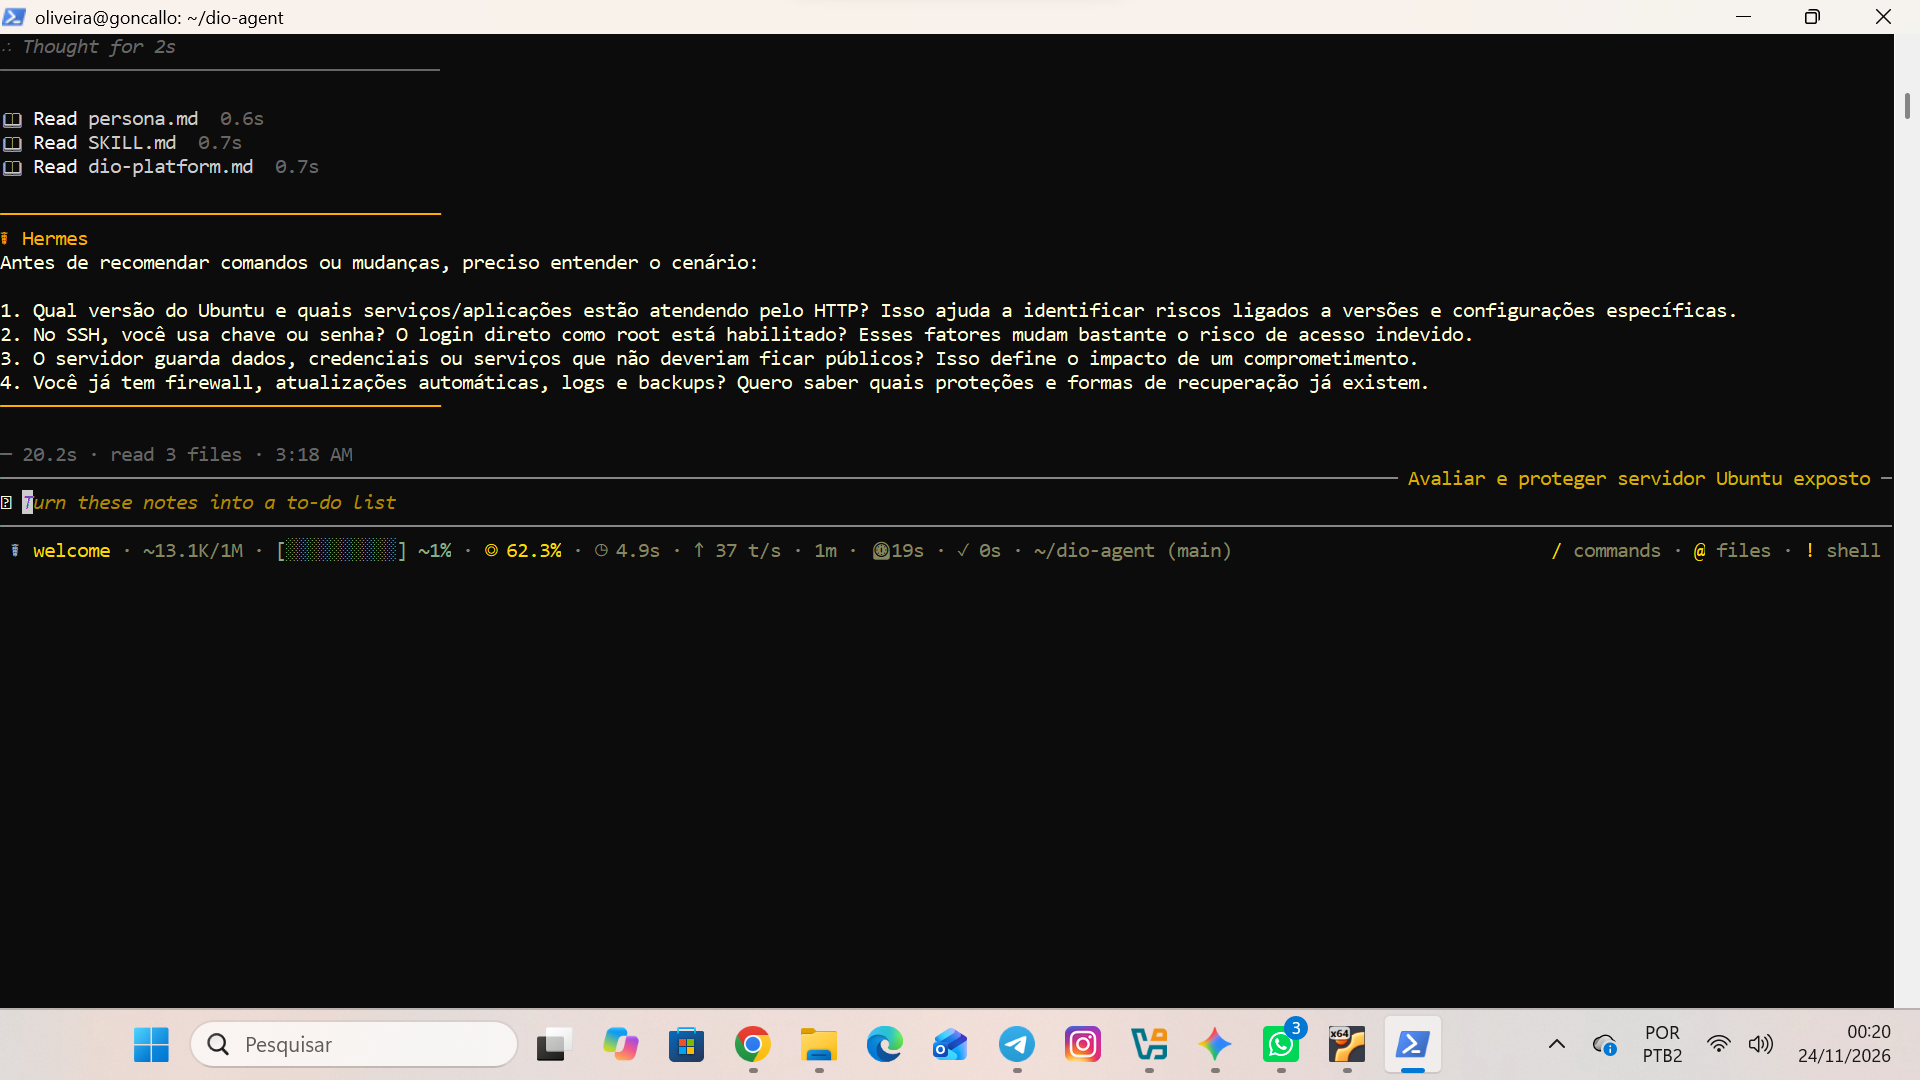 oliveira@goncallo: ~/dio-agent
Thought for 2s
Read persona.md 0.6s
Read SKILL.md 0.7s
Read dio-platform.md 0.7s
Hermes
Antes de recomendar comandos ou mudanças, preciso entender o cenário:
1. Qual versão do Ubuntu e quais serviços/aplicações estão atendendo pelo HTTP? Isso ajuda a identificar riscos ligados a versões e configurações específicas.
2. No SSH, você usa chave ou senha? O login direto como root está habilitado? Esses fatores mudam bastante o risco de acesso indevido.
3. O servidor guarda dados, credenciais ou serviços que não deveriam ficar públicos? Isso define o impacto de um comprometimento.
4. Você já tem firewall, atualizações automáticas, logs e backups? Quero saber quais proteções e formas de recuperação já existem.
─ 20.2s · read 3 files · 3:18 AM
Avaliar e proteger servidor Ubuntu exposto
Turn these notes into a to-do list
welcome · ~13.1K/1M · [░░░░░░░░░░] ~1% · ◎ 62.3% · ◷ 4.9s · ↑ 37 t/s · 1m · ⏲19s · ✓ 0s · ~/dio-agent (main) / commands · @ files · ! shell
Pesquisar
3
x64
POR
PTB2
00:20
24/11/2026